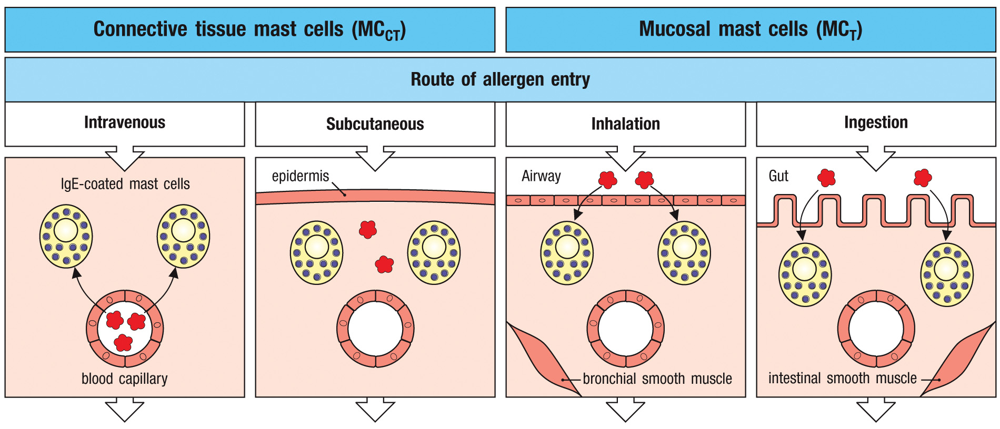 Connective tissue mast cells (MCCT)
Mucosal mast cells (MCT)
Route of allergen entry
Intravenous
Subcutaneous
Inhalation
Ingestion
IgE-coated mast cells
blood capillary
epidermis
Airway
bronchial smooth muscle
Gut
intestinal smooth muscle